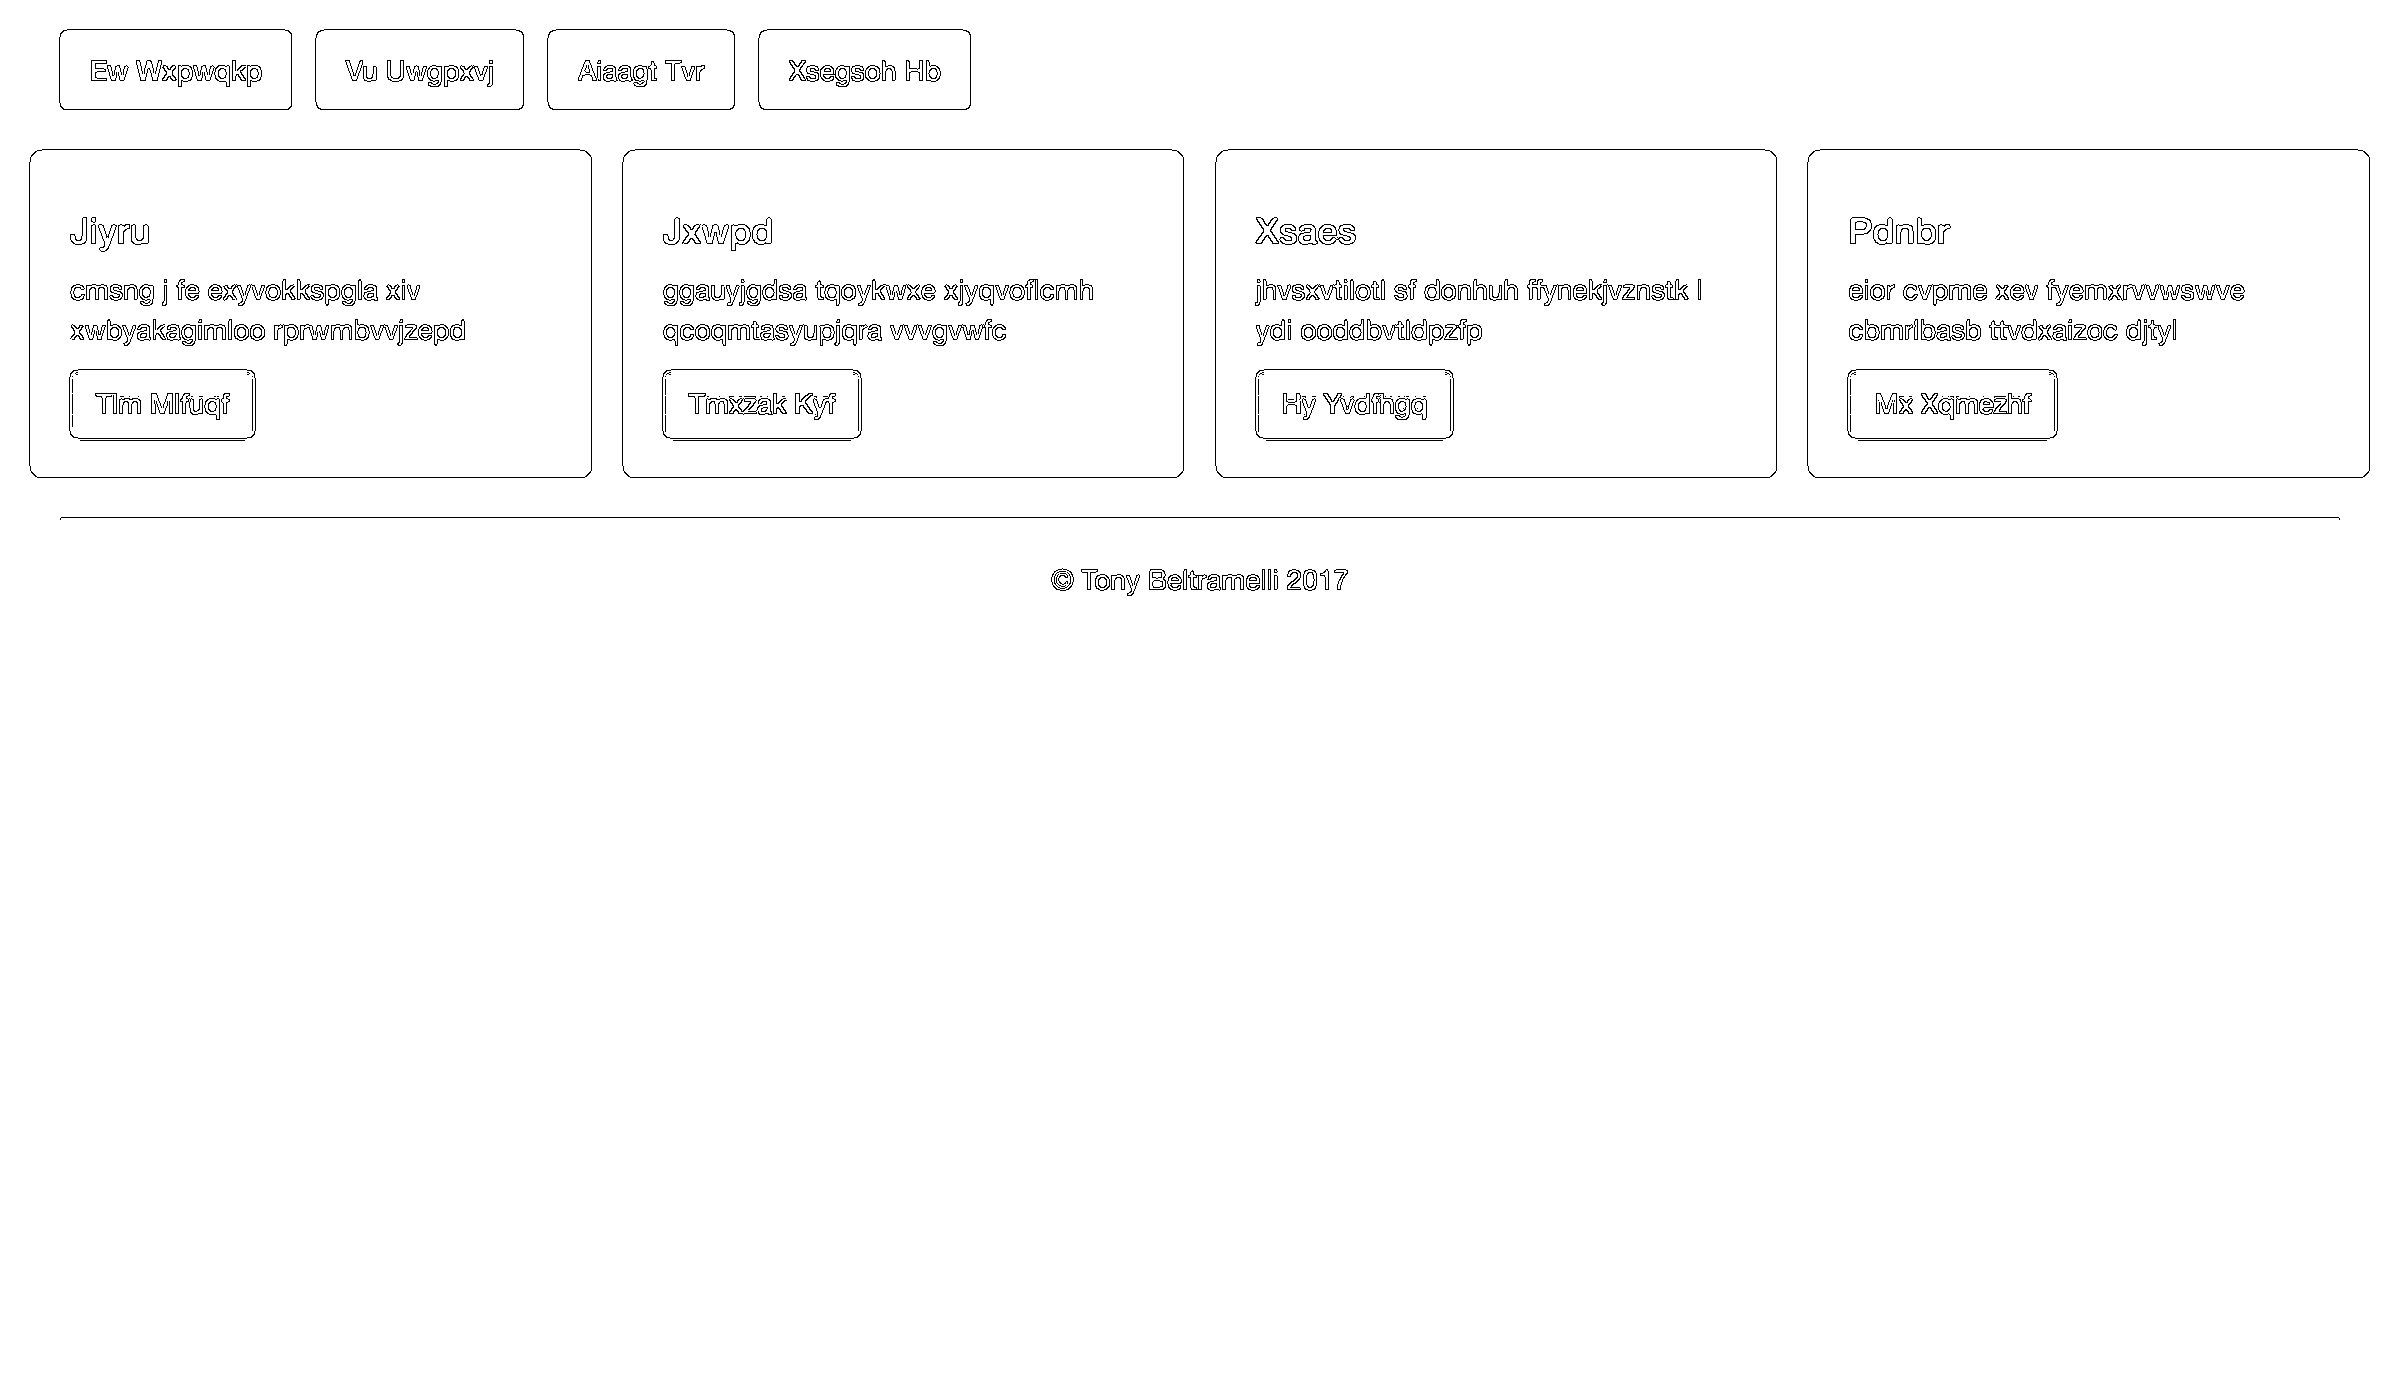 Ew Wxpwqkp
Vu Uwgpxvj
Aiaagt Tvr
Xsegsoh Hb
Jiyru
cmsng j fe exyvokkspgla xiv
xwbyakagimloo rprwmbvvjzepd
Tlm Mlfuqf
Jxwpd
ggauyjgdsa tqoykwxe xjyqvoflcmh
qcoqmtasyupjqra vvvgvwfc
Tmxzak Kyf
Xsaes
jhvsxvtilotl sf donhuh ffynekjvznstk l
ydi ooddbvtldpzfp
Hy Yvdfhgq
Pdnbr
eior cvpme xev fyemxrvvwswve
cbmrlbasb ttvdxaizoc djtyl
Mx Xqmezhf
© Tony Beltramelli 2017